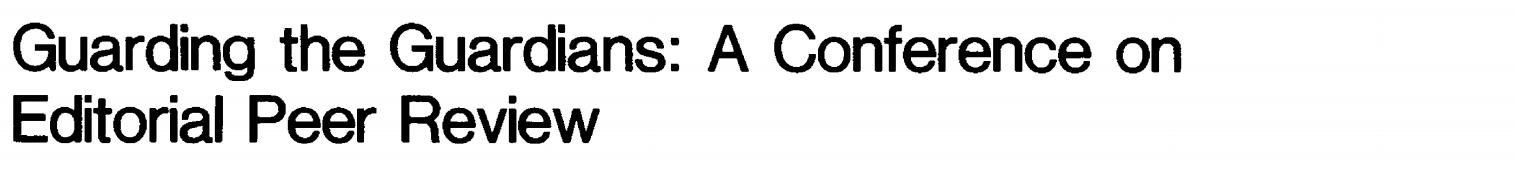 Guarding the Guardians: A Conference on
Editorial Peer Review